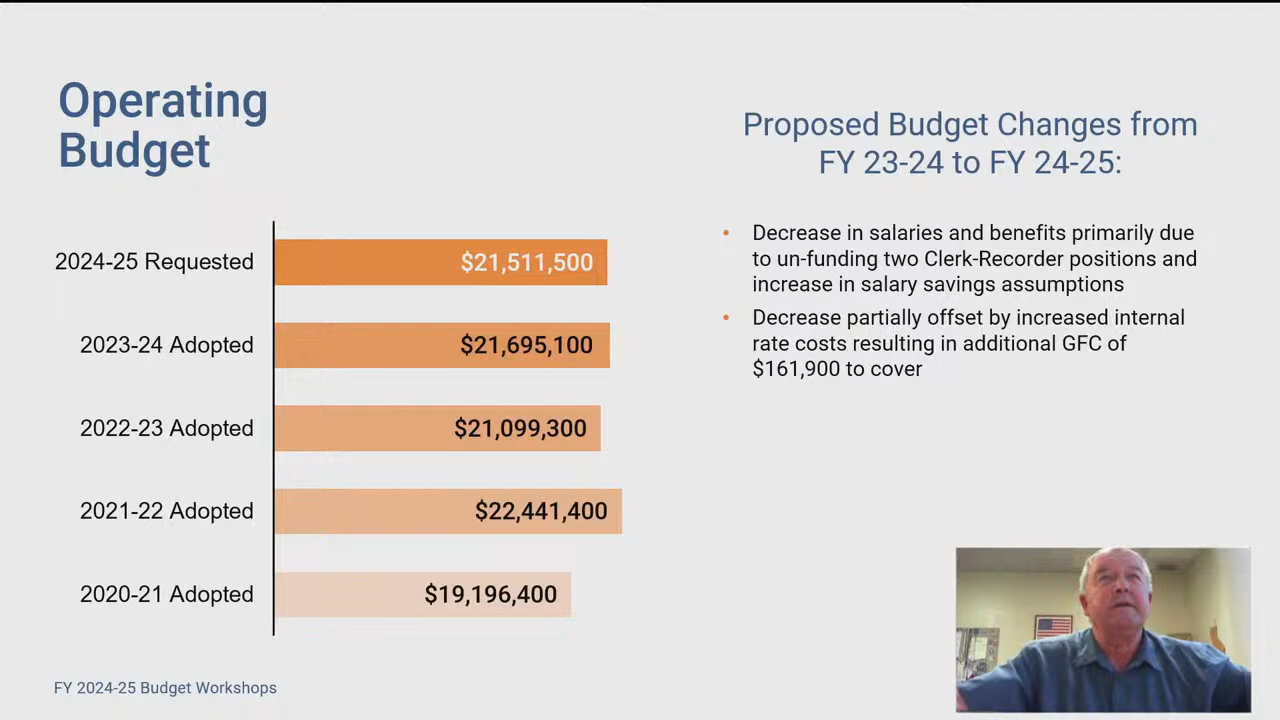 Operating
Budget
2024-25 Requested
$21,511,500
2023-24 Adopted
$21,695,100
2022-23 Adopted
$21,099,300
2021-22 Adopted
$22,441,400
2020-21 Adopted
$19,196,400
Proposed Budget Changes from
FY 23-24 to FY 24-25:
• Decrease in salaries and benefits primarily due
to un-funding two Clerk-Recorder positions and
increase in salary savings assumptions
• Decrease partially offset by increased internal
rate costs resulting in additional GFC of
$161,900 to cover
FY 2024-25 Budget Workshops